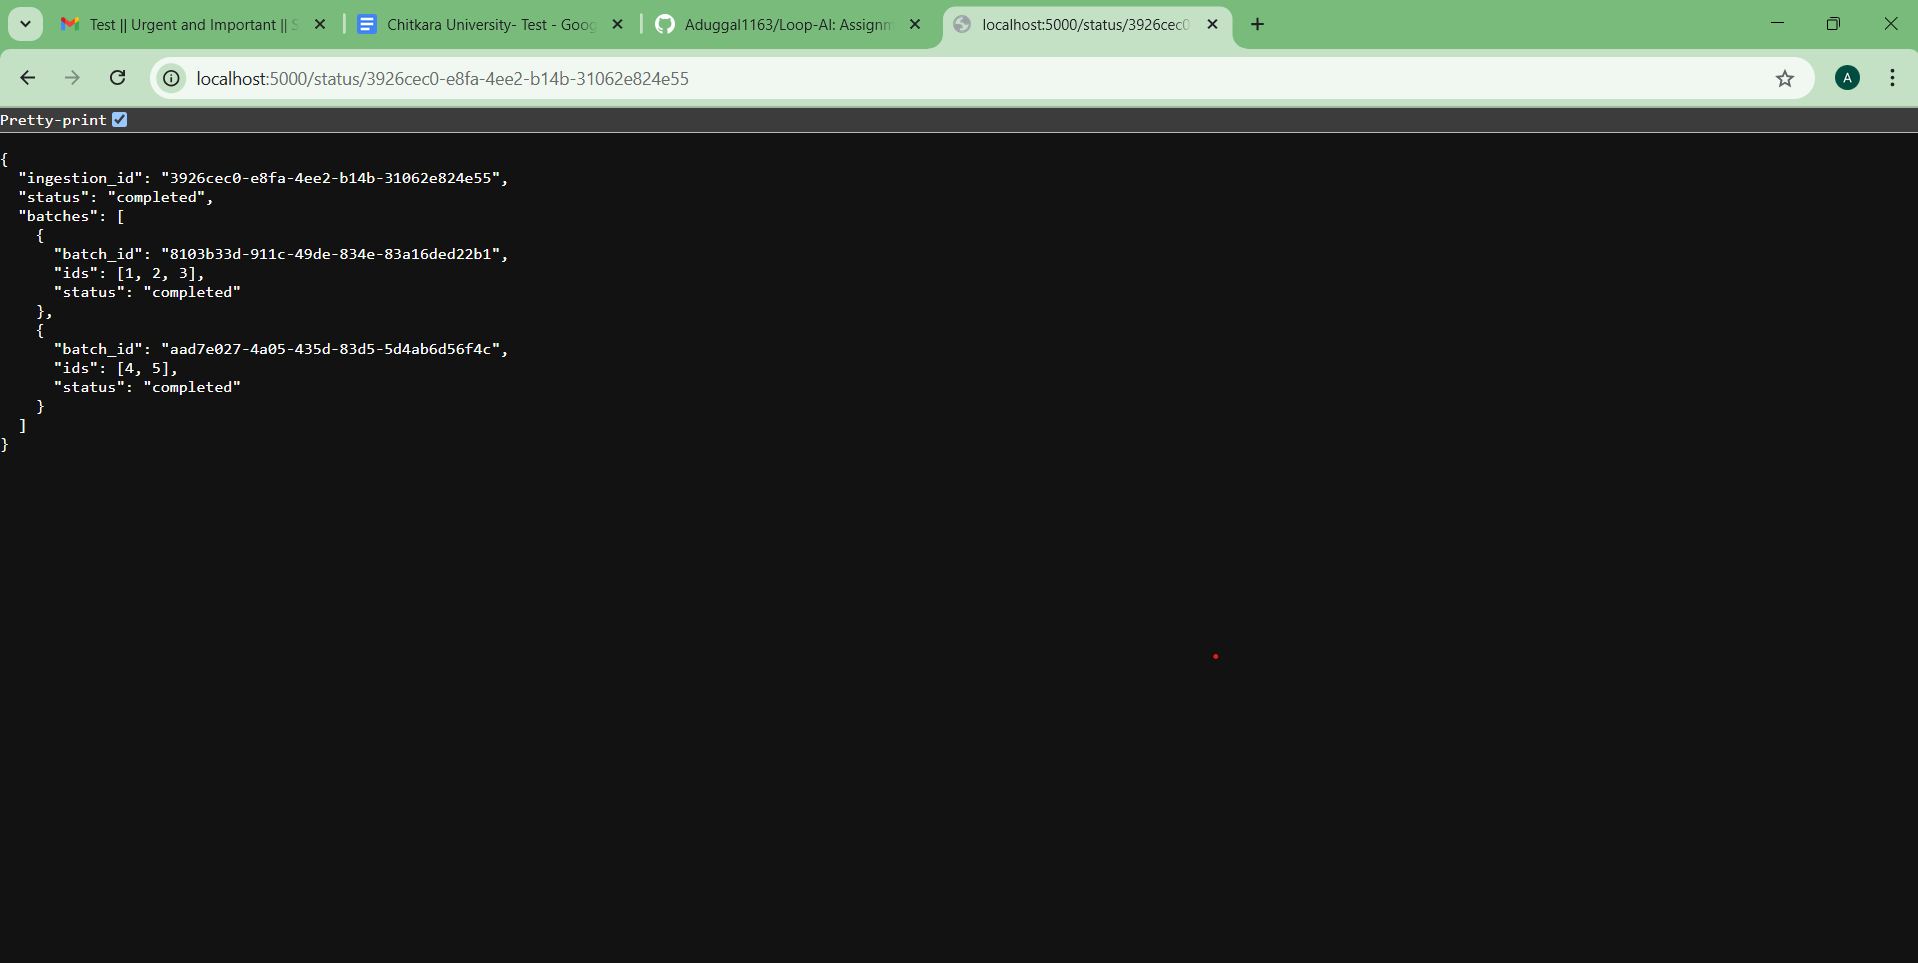 Test || Urgent and Important || S
Chitkara University- Test - Goog
Aduggal1163/Loop-AI: Assignm
localhost:5000/status/3926cec0
localhost:5000/status/3926cec0-e8fa-4ee2-b14b-31062e824e55
A
Pretty-print
{
  "ingestion_id": "3926cec0-e8fa-4ee2-b14b-31062e824e55",
  "status": "completed",
  "batches": [
    {
      "batch_id": "8103b33d-911c-49de-834e-83a16ded22b1",
      "ids": [1, 2, 3],
      "status": "completed"
    },
    {
      "batch_id": "aad7e027-4a05-435d-83d5-5d4ab6d56f4c",
      "ids": [4, 5],
      "status": "completed"
    }
  ]
}